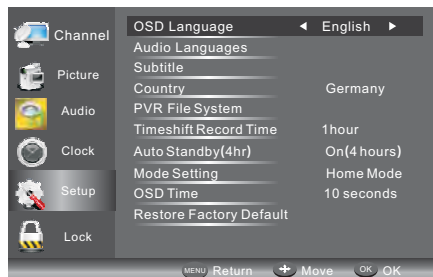 Channel
Picture
Audio
Clock
Setup
Lock
OSD Language English
Audio Languages
Subtitle
Country Germany
PVR File System
Timeshift Record Time 1hour
Auto Standby(4hr) On(4 hours)
Mode Setting Home Mode
OSD Time 10 seconds
Restore Factory Default
MENU Return Move OK OK